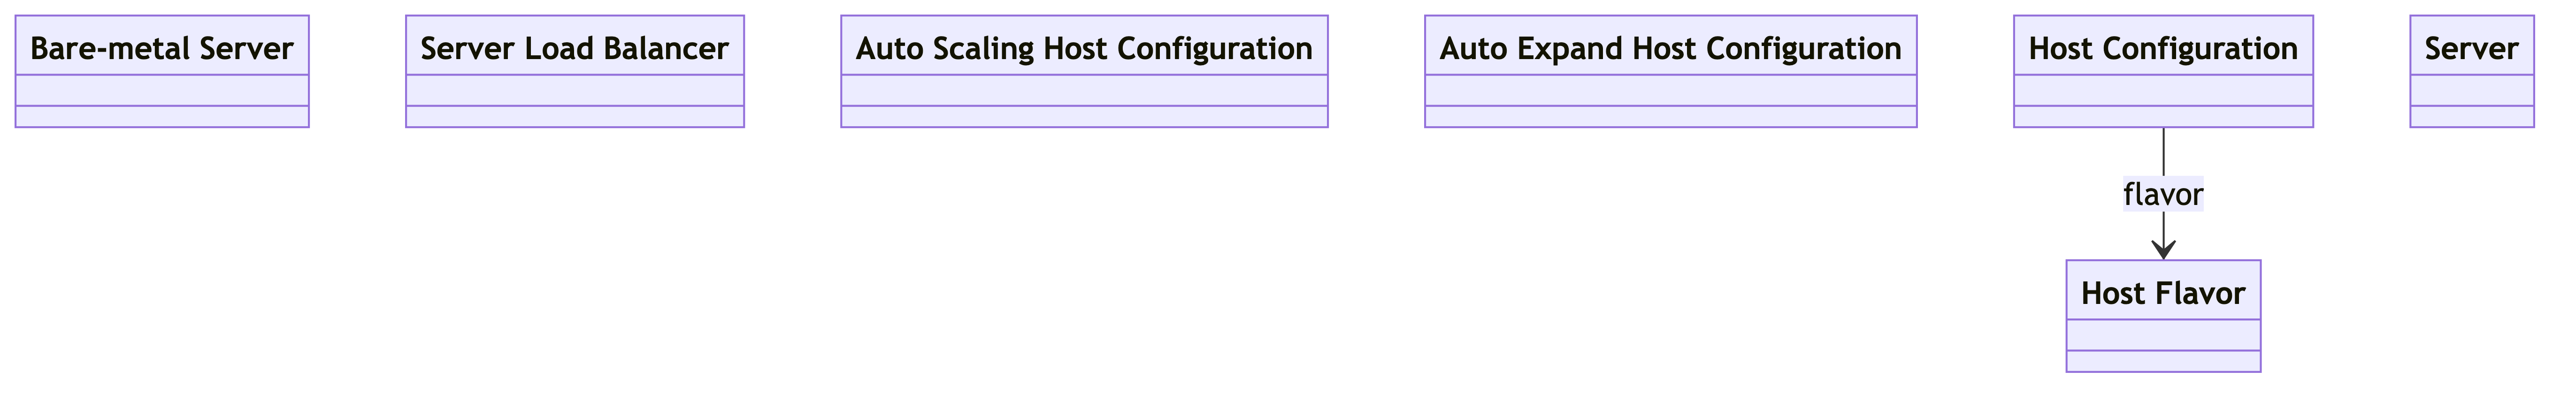 Bare-metal Server
Server Load Balancer
Auto Scaling Host Configuration
Auto Expand Host Configuration
Host Configuration
Server
flavor
Host Flavor